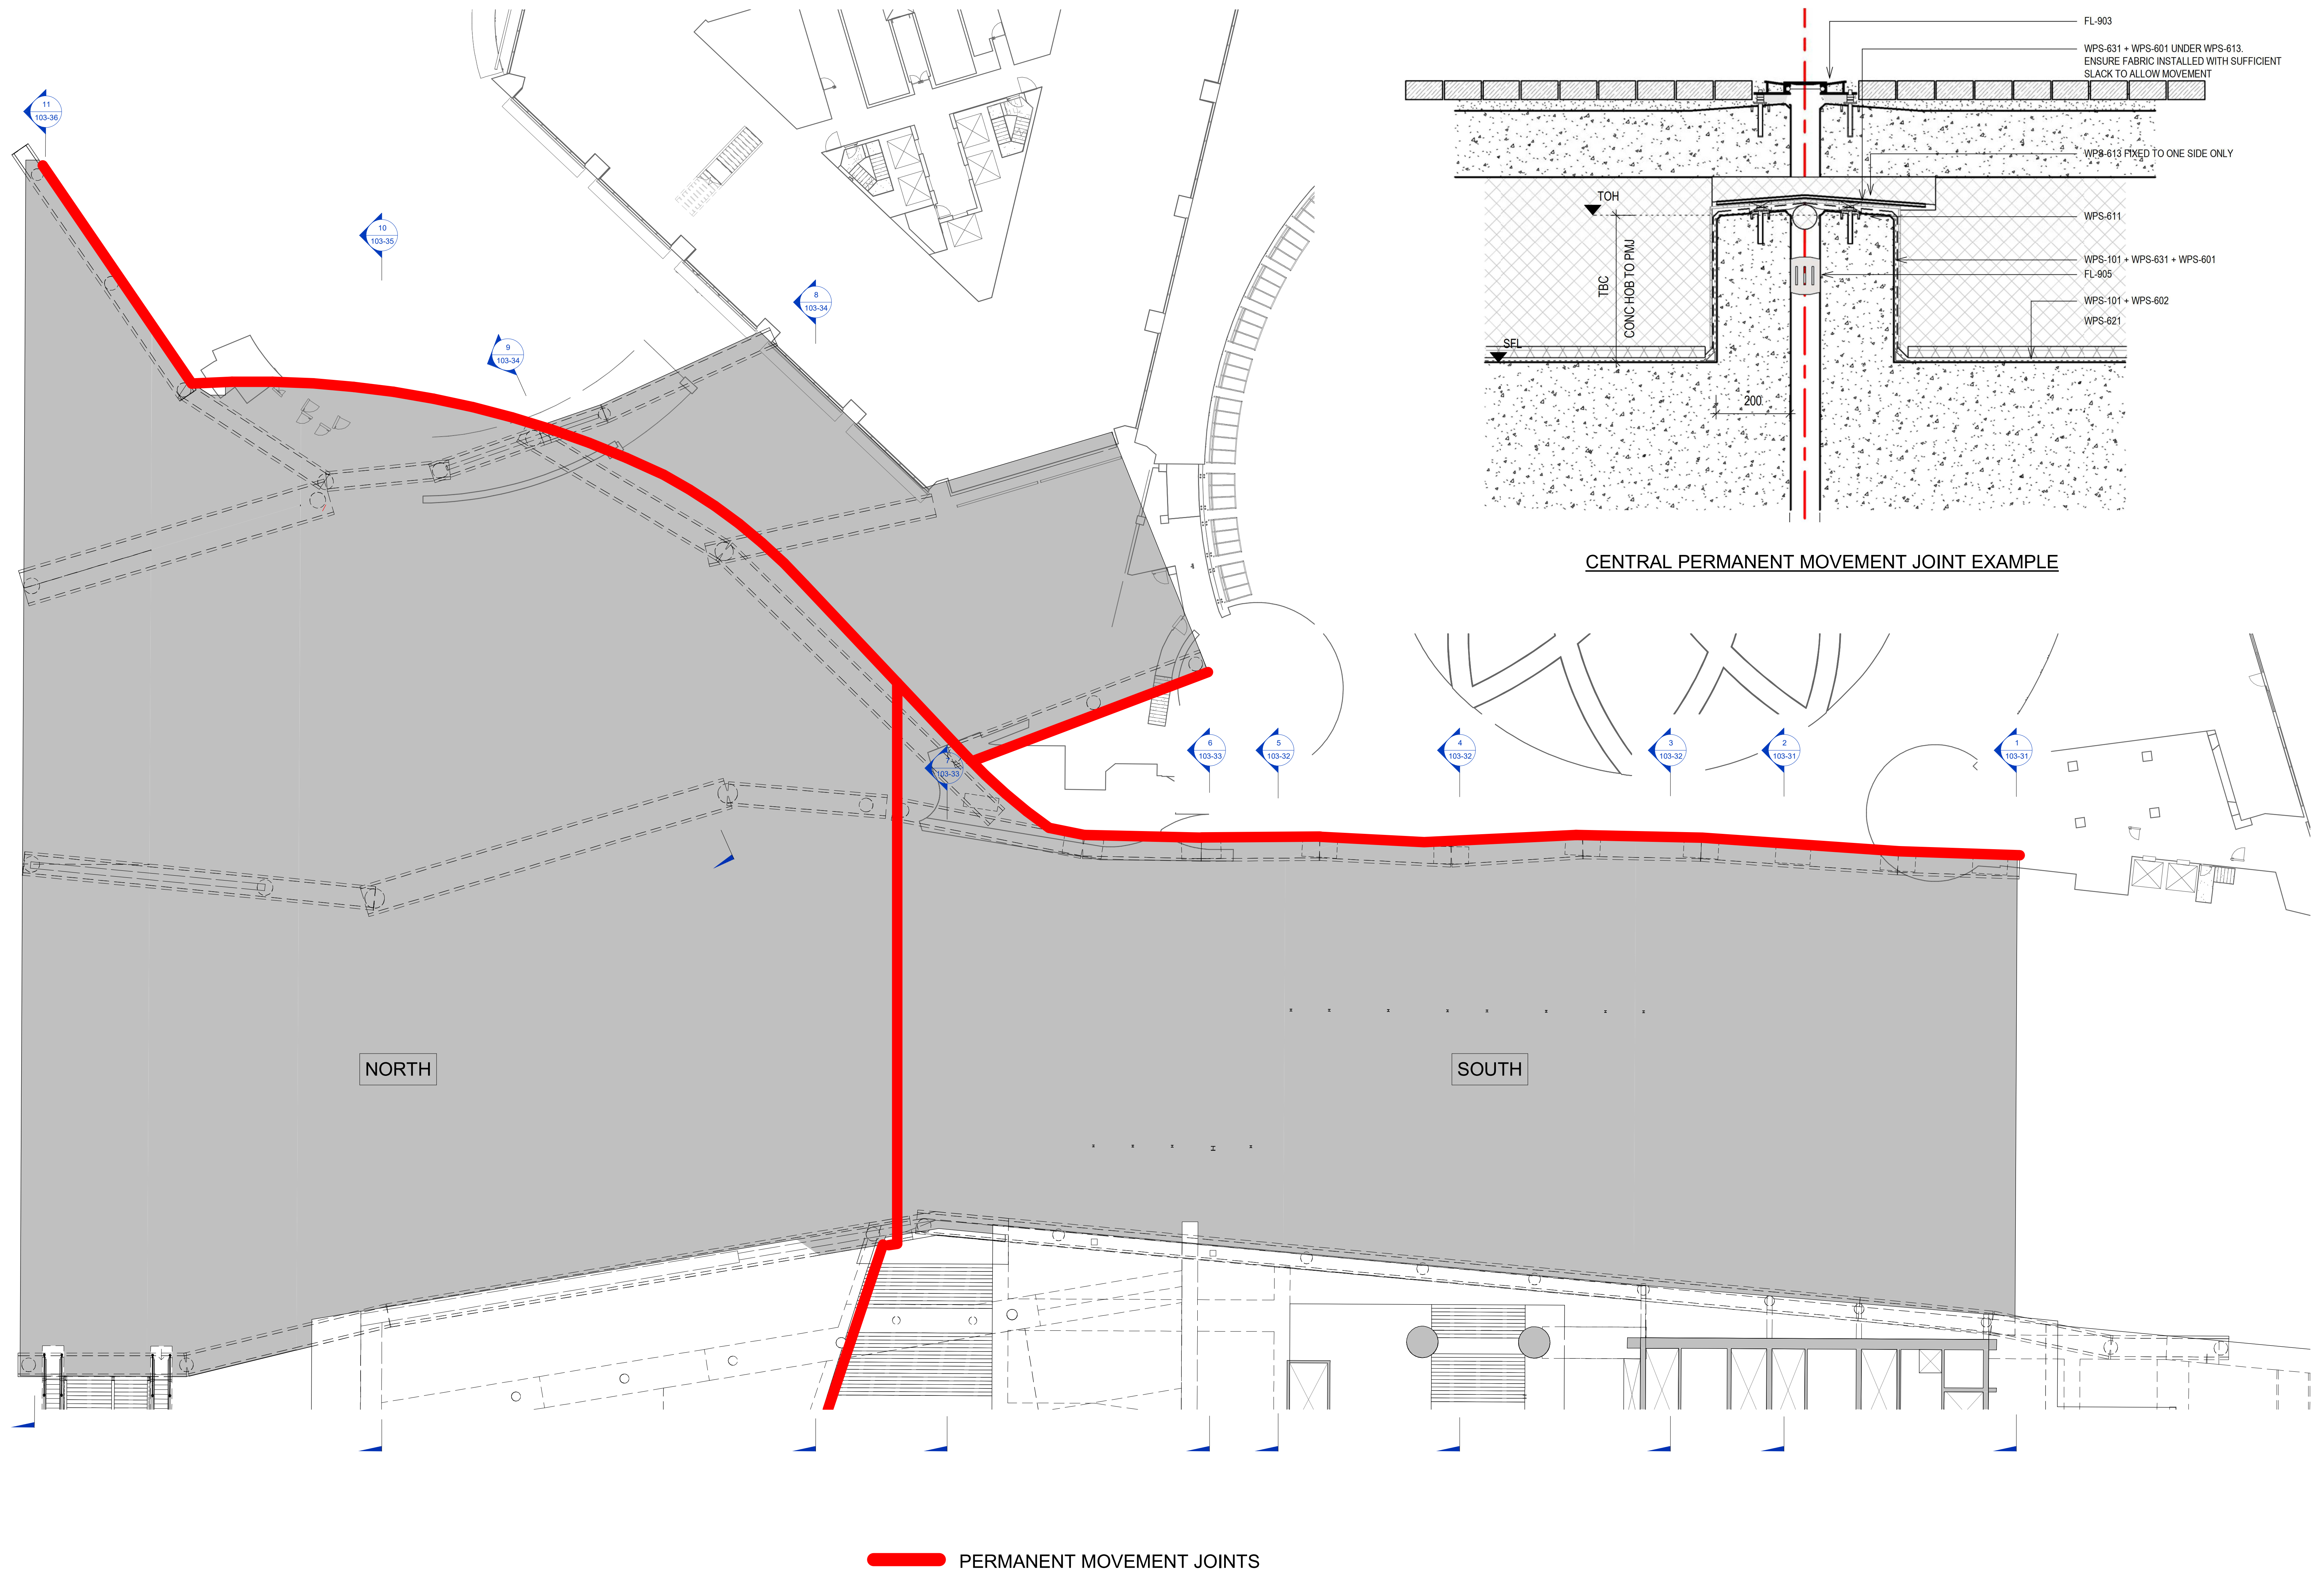 FL-903
WPS-631 + WPS-601 UNDER WPS-613.
ENSURE FABRIC INSTALLED WITH SUFFICIENT
SLACK TO ALLOW MOVEMENT
WPS-613 FIXED TO ONE SIDE ONLY
TOH
WPS-611
TBC
CONC HOB TO PMJ
WPS-101 + WPS-631 + WPS-601
FL-905
WPS-101 + WPS-602
WPS-621
SFL
200
CENTRAL PERMANENT MOVEMENT JOINT EXAMPLE
11
103-36
10
103-35
8
103-34
9
103-34
7
103-33
6
103-33
5
103-32
4
103-32
3
103-32
2
103-31
1
103-31
NORTH
SOUTH
PERMANENT MOVEMENT JOINTS